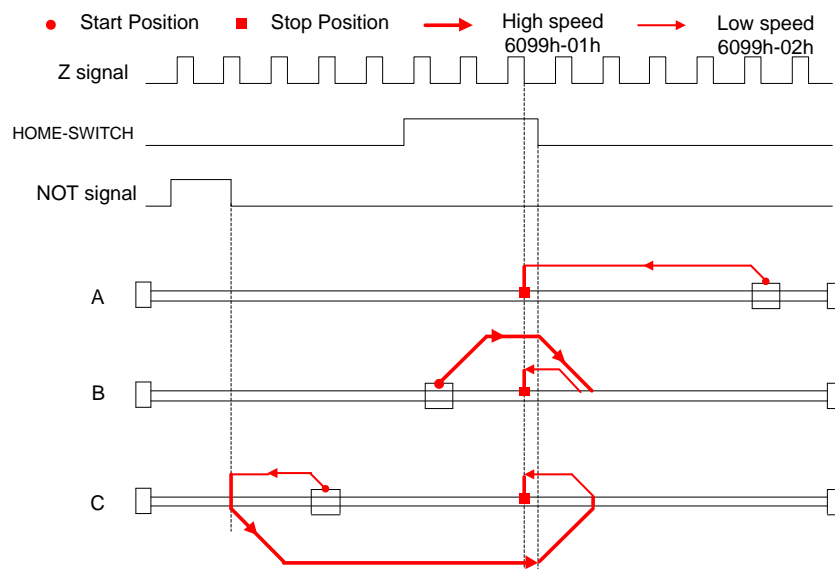 Start Position
Stop Position
High speed
6099h-01h
Low speed
6099h-02h
Z signal
HOME-SWITCH
NOT signal
A
B
C